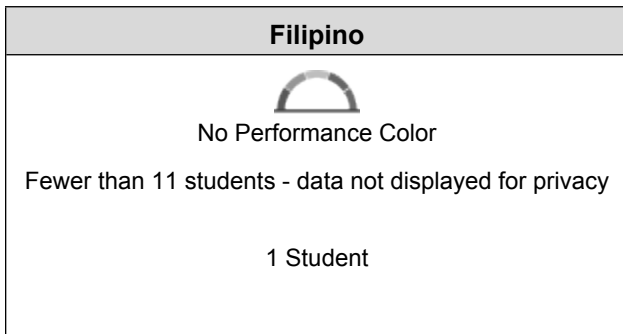 Filipino
No Performance Color
Fewer than 11 students - data not displayed for privacy
1 Student